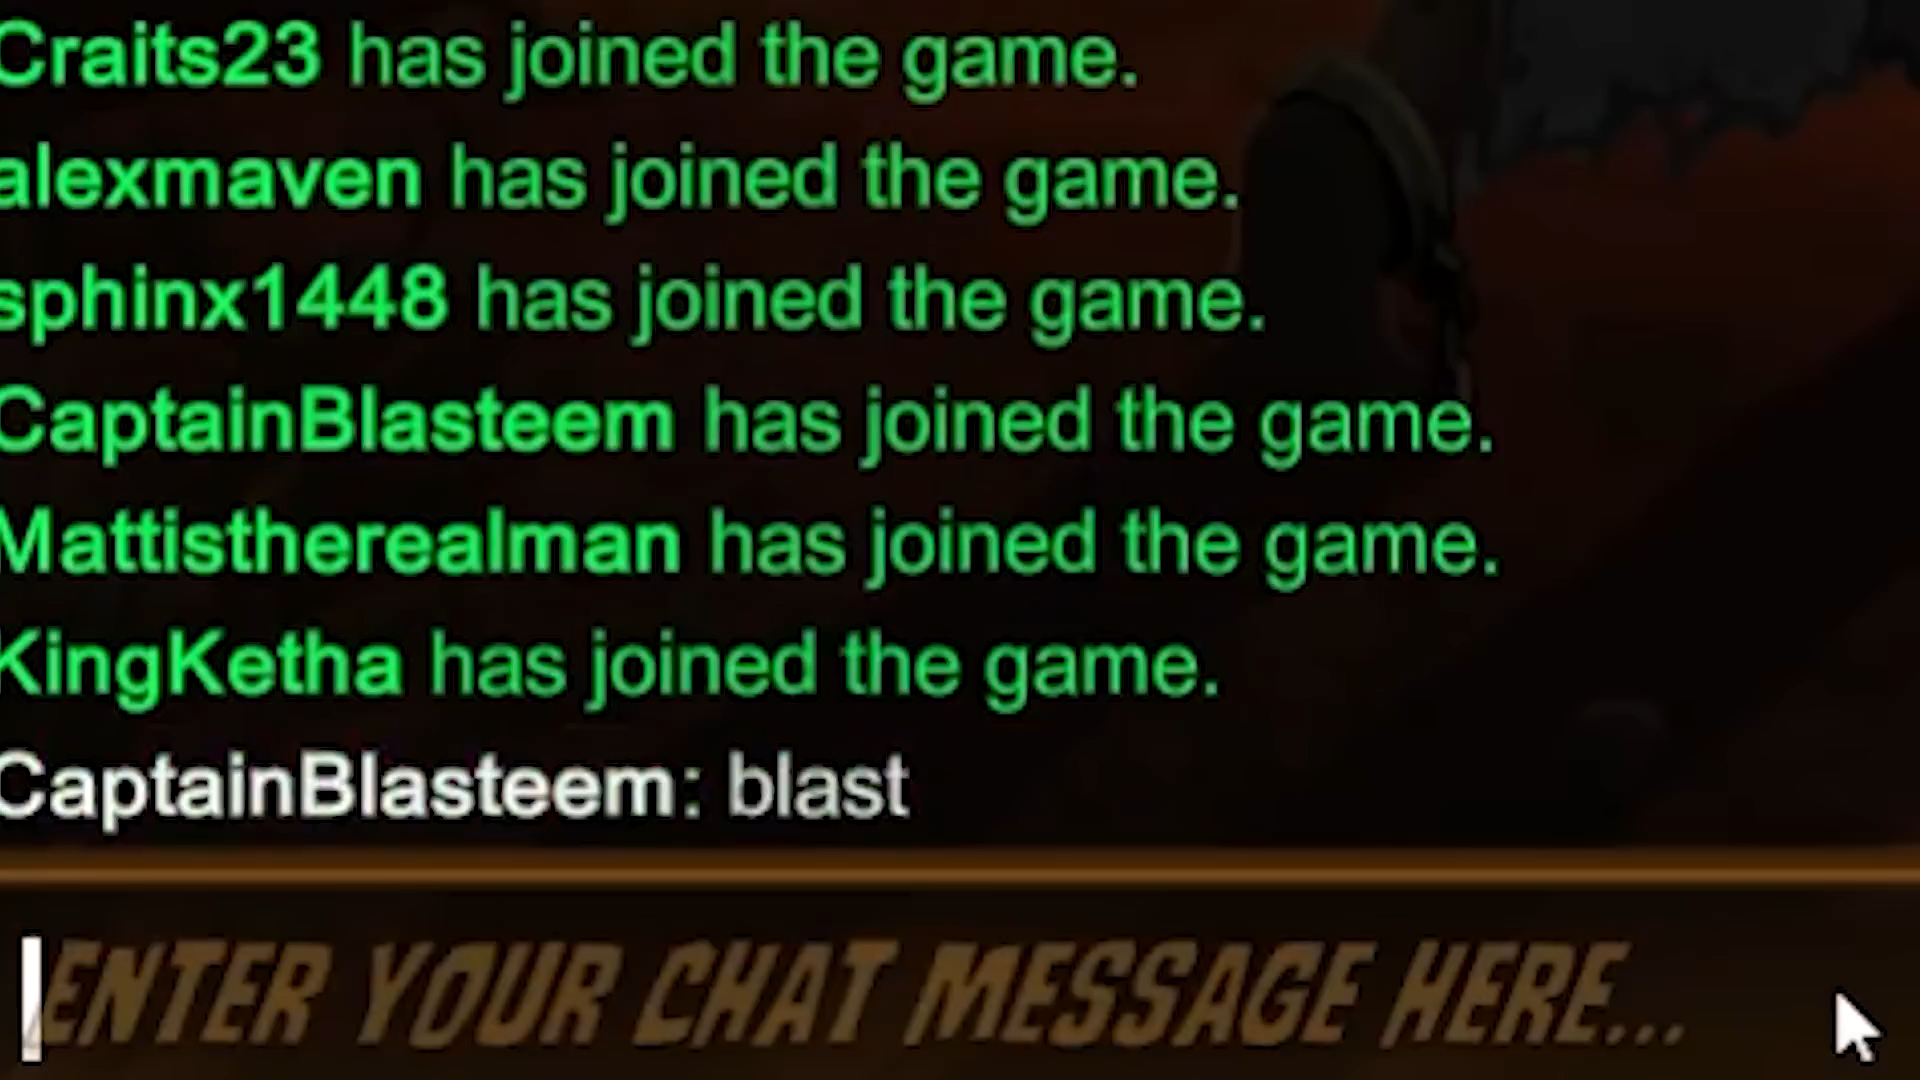 Craits23 has joined the game.
alexmaven has joined the game.
sphinx1448 has joined the game.
CaptainBlasteem has joined the game.
Mattistherealman has joined the game.
KingKetha has joined the game.
CaptainBlasteem: blast
ENTER YOUR CHAT MESSAGE HERE...